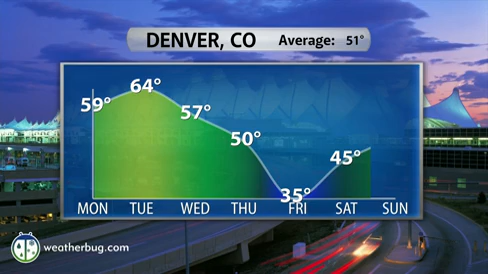 DENVER, CO Average: 51°
59° 64° 57° 50° 35° 45°
MON TUE WED THU FRI SAT SUN
weatherbug.com